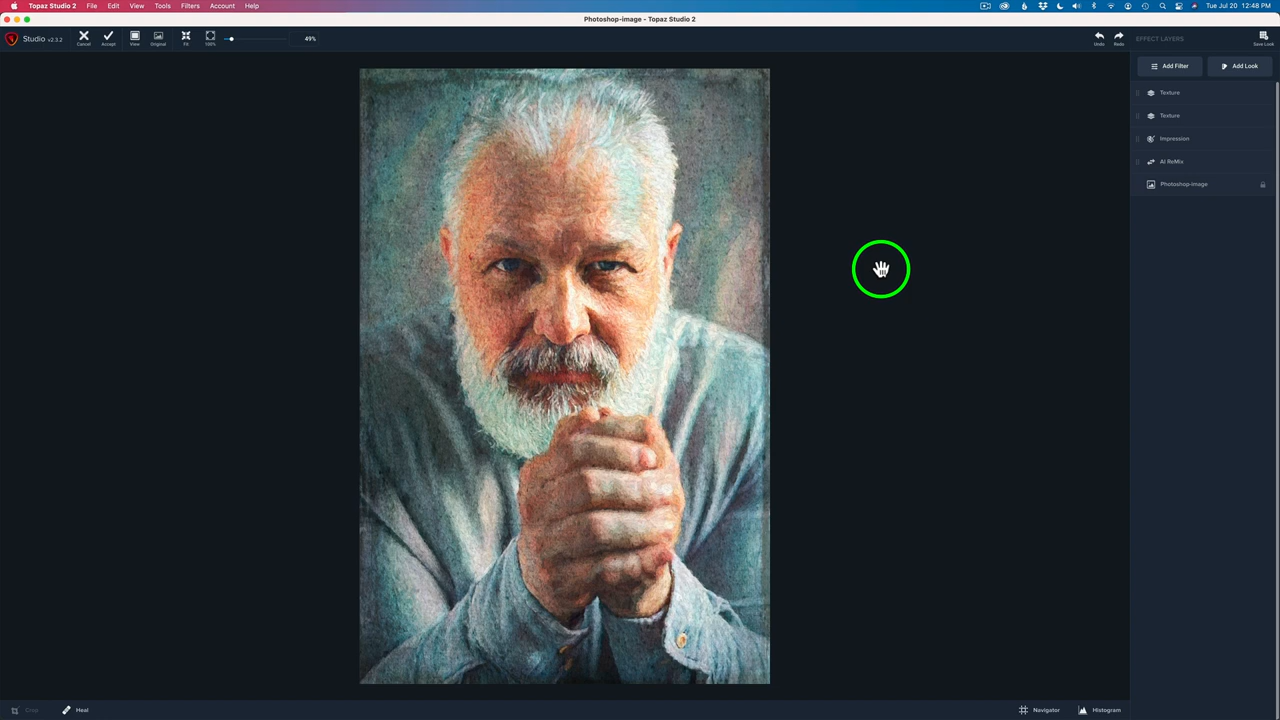 Topaz Studio 2 File Edit View Tools Filters Account Help Tue Jul 20 12:48 PM
Photoshop-image - Topaz Studio 2
Studio v2.3.2 Cancel Accept View Original Fit 100% 49% Undo Redo EFFECT LAYERS Save Look
Add Filter Add Look
Texture
Texture
Impression
AI ReMix
Photoshop-image
Crop Heal Navigator Histogram